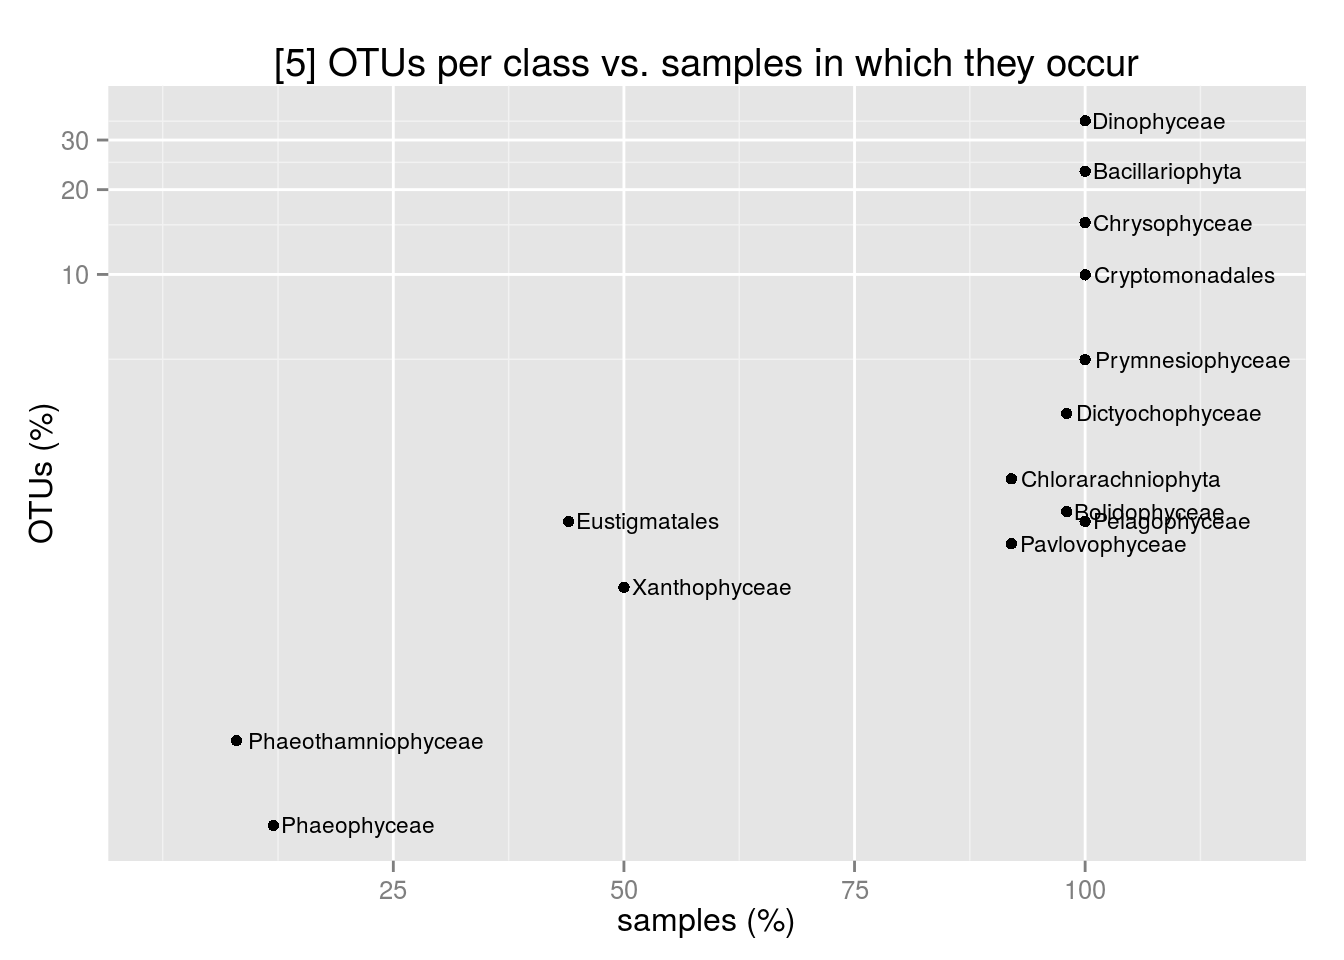 [5] OTUs per class vs. samples in which they occur
Dinophyceae
30
Bacillariophyta
20
Chrysophyceae
10
Cryptomonadales
Prymnesiophyceae
Dictyochophyceae
OTUs (%)
Chlorarachniophyta
Bolidophyceae
Eustigmatales
Pelagophyceae
Pavlovophyceae
Xanthophyceae
Phaeothamniophyceae
Phaeophyceae
25 50 75 100
samples (%)